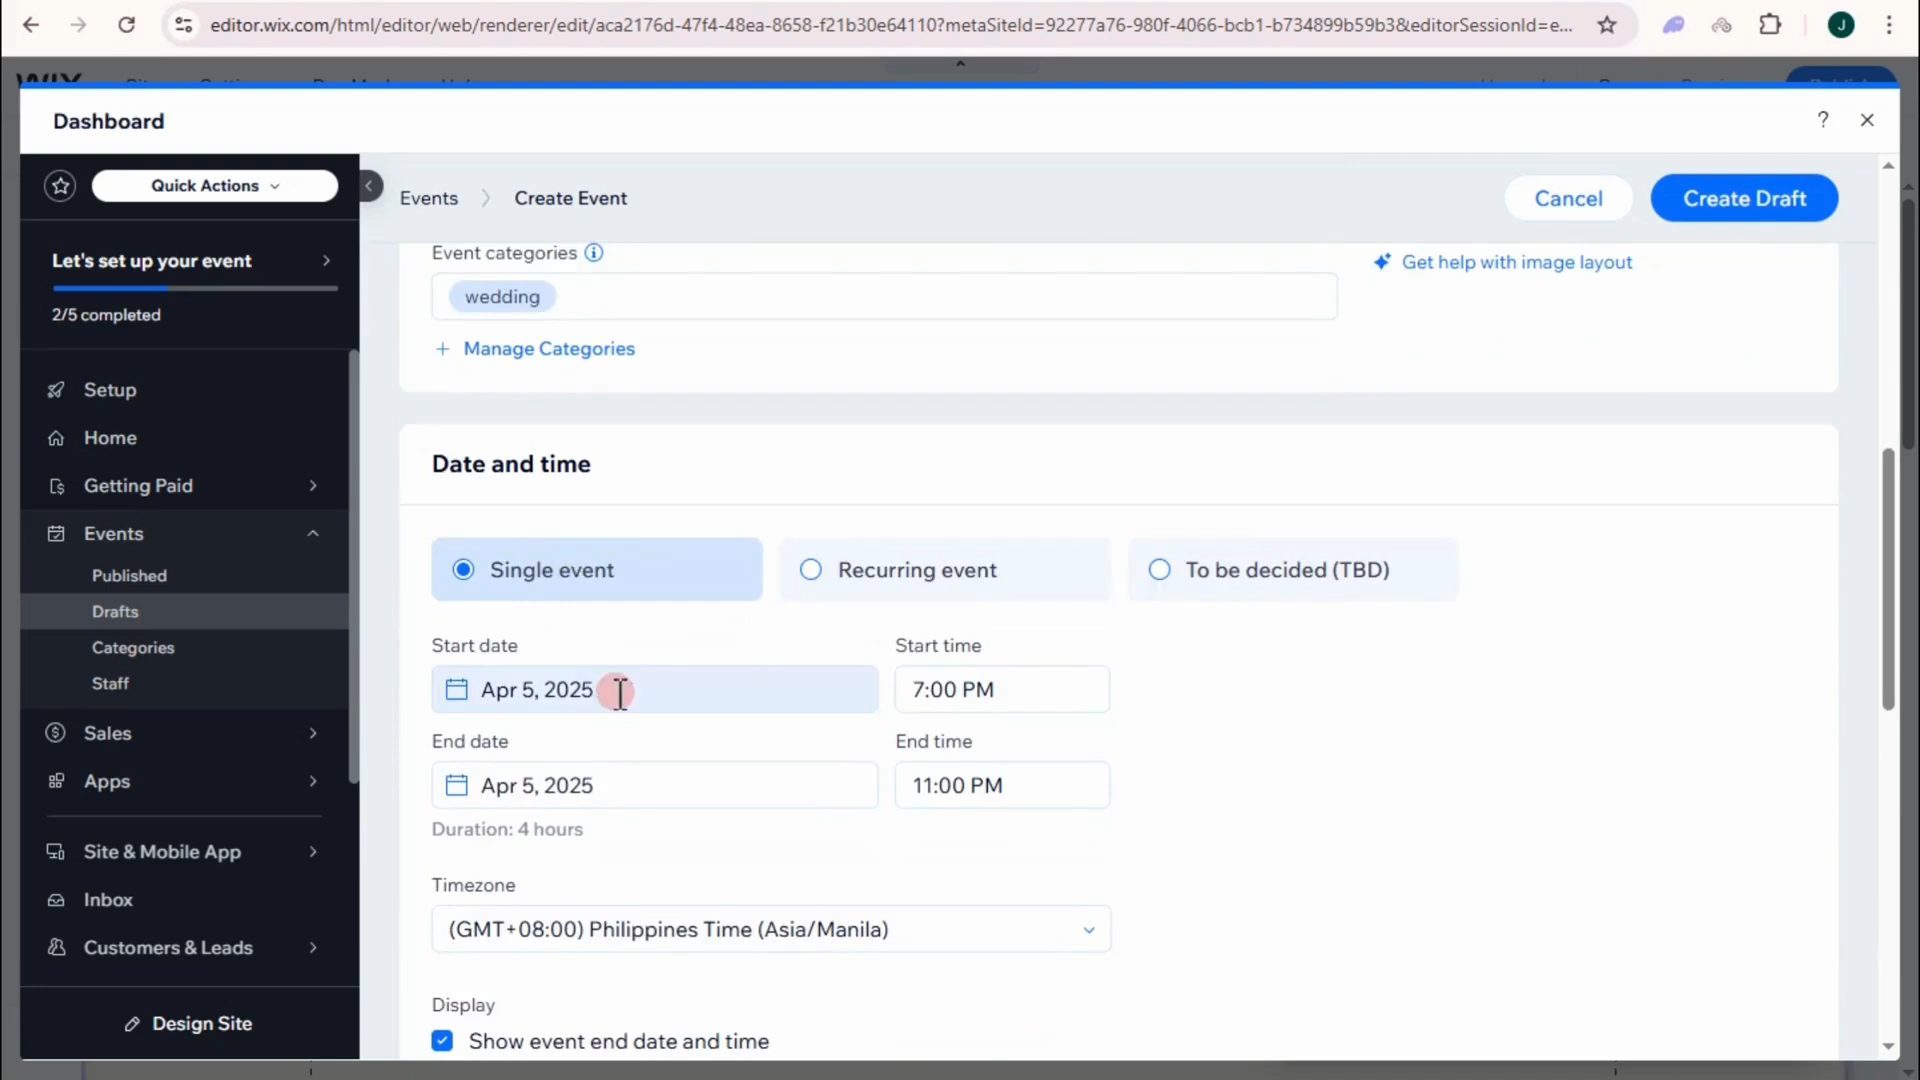 editor.wix.com/html/editor/web/renderer/edit/aca2176d-47f4-48ea-8658-f21b30e64110?metaSiteId=92277a76-980f-4066-bcb1-b734899b59b3&editorSessionId=e...
J
Dashboard
?
Quick Actions
Events
Create Event
Cancel
Create Draft
Let's set up your event
2/5 completed
Setup
Home
Getting Paid
Events
Published
Drafts
Categories
Staff
Sales
Apps
Site & Mobile App
Inbox
Customers & Leads
Design Site
Event categories
wedding
+ Manage Categories
Get help with image layout
Date and time
Single event
Recurring event
To be decided (TBD)
Start date
Start time
Apr 5, 2025
7:00 PM
End date
End time
Apr 5, 2025
11:00 PM
Duration: 4 hours
Timezone
(GMT+08:00) Philippines Time (Asia/Manila)
Display
Show event end date and time